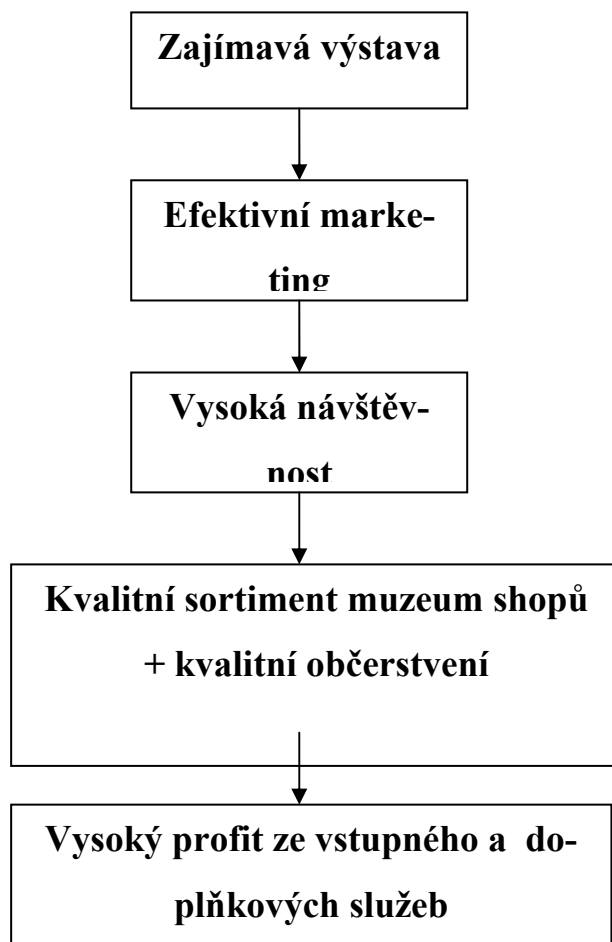 Zajímavá výstava
Efektivní marke-
ting
Vysoká návštěv-
nost
Kvalitní sortiment muzeum shopů
+ kvalitní občerstvení
Vysoký profit ze vstupného a  do-
plňkových služeb